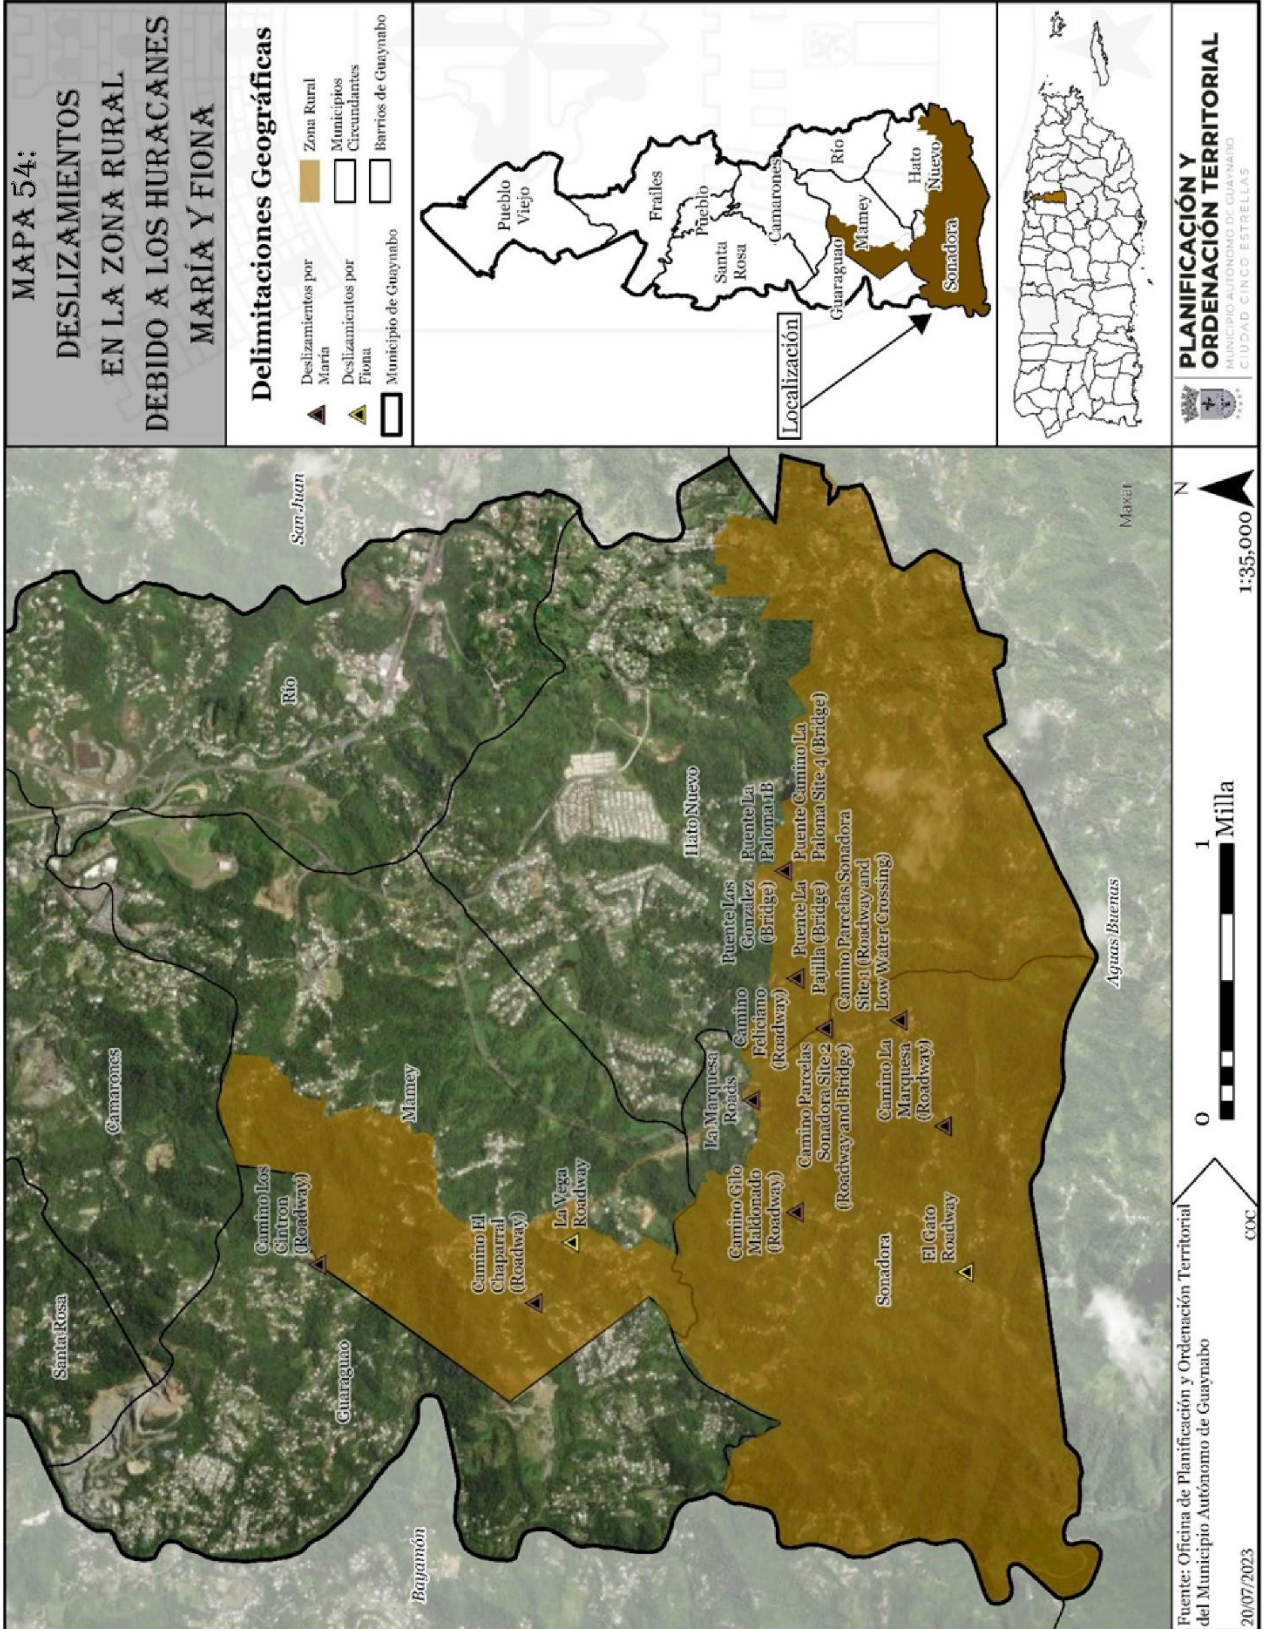 MAPA 54:
DESLIZAMIENTOS
EN LA ZONA RURAL
DEBIDO A LOS HURACANES
MARÍA Y FIONA
Delimitaciones Geográficas
Deslizamientos por
María
Deslizamientos por
Fiona
Municipio de Guaynabo
Zona Rural
Municipios
Circundantes
Barrios de Guaynabo
Pueblo
Viejo
Frailes
Pueblo
Santa
Rosa
Camarones
Río
Guaraguao
Mamey
Hato
Nuevo
Sonadora
Localización
PLANIFICACIÓN Y
ORDENACIÓN TERRITORIAL
MUNICIPIO AUTÓNOMO DE GUAYNABO
CIUDAD CINCO ESTRELLAS
Santa Rosa
Camarones
San Juan
Río
Guaraguao
Camino Los
Cintron
(Roadway)
Mamey
Bayamón
Camino El
Chaparral
(Roadway)
La Vega
Roadway
Hato Nuevo
La Marquesa
Roads
Camino
Feliciano
(Roadway)
Puente Los
Gonzalez
(Bridge)
Puente La
Paloma 1B
Camino Gilo
Maldonado
(Roadway)
Camino Parcelas
Sonadora Site 2
(Roadway and Bridge)
Puente La
Pajilla (Bridge)
Puente Camino La
Paloma Site 4 (Bridge)
Camino Parcelas Sonadora
Site 1 (Roadway and
Low Water Crossing)
Sonadora
El Gato
Roadway
Camino La
Marquesa
(Roadway)
Aguas Buenas
Maxar
Fuente: Oficina de Planificación y Ordenación Territorial
del Municipio Autónomo de Guaynabo
20/07/2023
COC
0
1
Milla
1:35,000
N